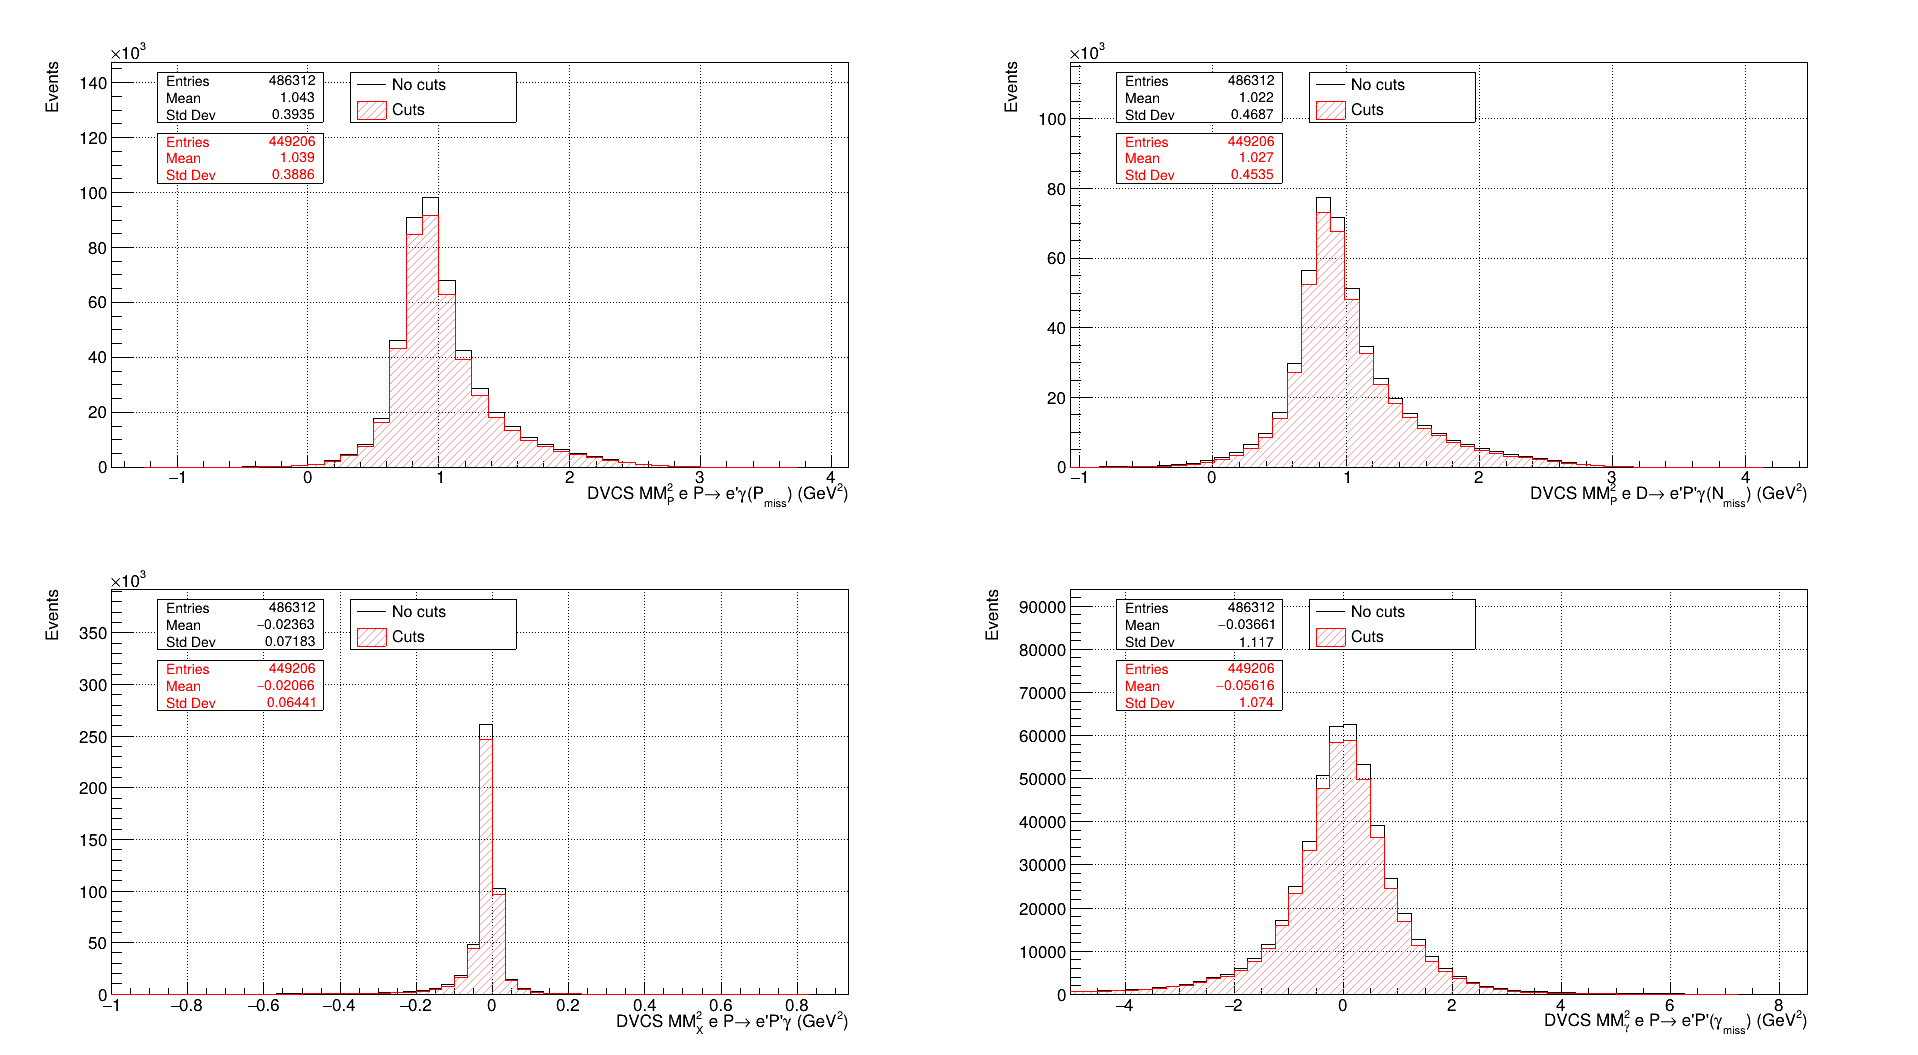 ×10³
Events
140
120
100
80
60
40
20
0
Entries 486312
Mean 1.043
Std Dev 0.3935
Entries 449206
Mean 1.039
Std Dev 0.3886
No cuts
Cuts
−1 0 1 2 3 4
DVCS MM²_P e P→ e'γ(P_miss) (GeV²)
×10³
Events
100
80
60
40
20
0
Entries 486312
Mean 1.022
Std Dev 0.4687
Entries 449206
Mean 1.027
Std Dev 0.4535
No cuts
Cuts
−1 0 1 2 3 4
DVCS MM²_P e D→ e'P'γ(N_miss) (GeV²)
×10³
Events
350
300
250
200
150
100
50
0
Entries 486312
Mean −0.02363
Std Dev 0.07183
Entries 449206
Mean −0.02066
Std Dev 0.06441
No cuts
Cuts
−1 −0.8 −0.6 −0.4 −0.2 0 0.2 0.4 0.6 0.8
DVCS MM²_X e P→ e'P'γ (GeV²)
Events
90000
80000
70000
60000
50000
40000
30000
20000
10000
0
Entries 486312
Mean −0.03661
Std Dev 1.117
Entries 449206
Mean −0.05616
Std Dev 1.074
No cuts
Cuts
−4 −2 0 2 4 6 8
DVCS MM²_γ e P→ e'P'(γ_miss) (GeV²)